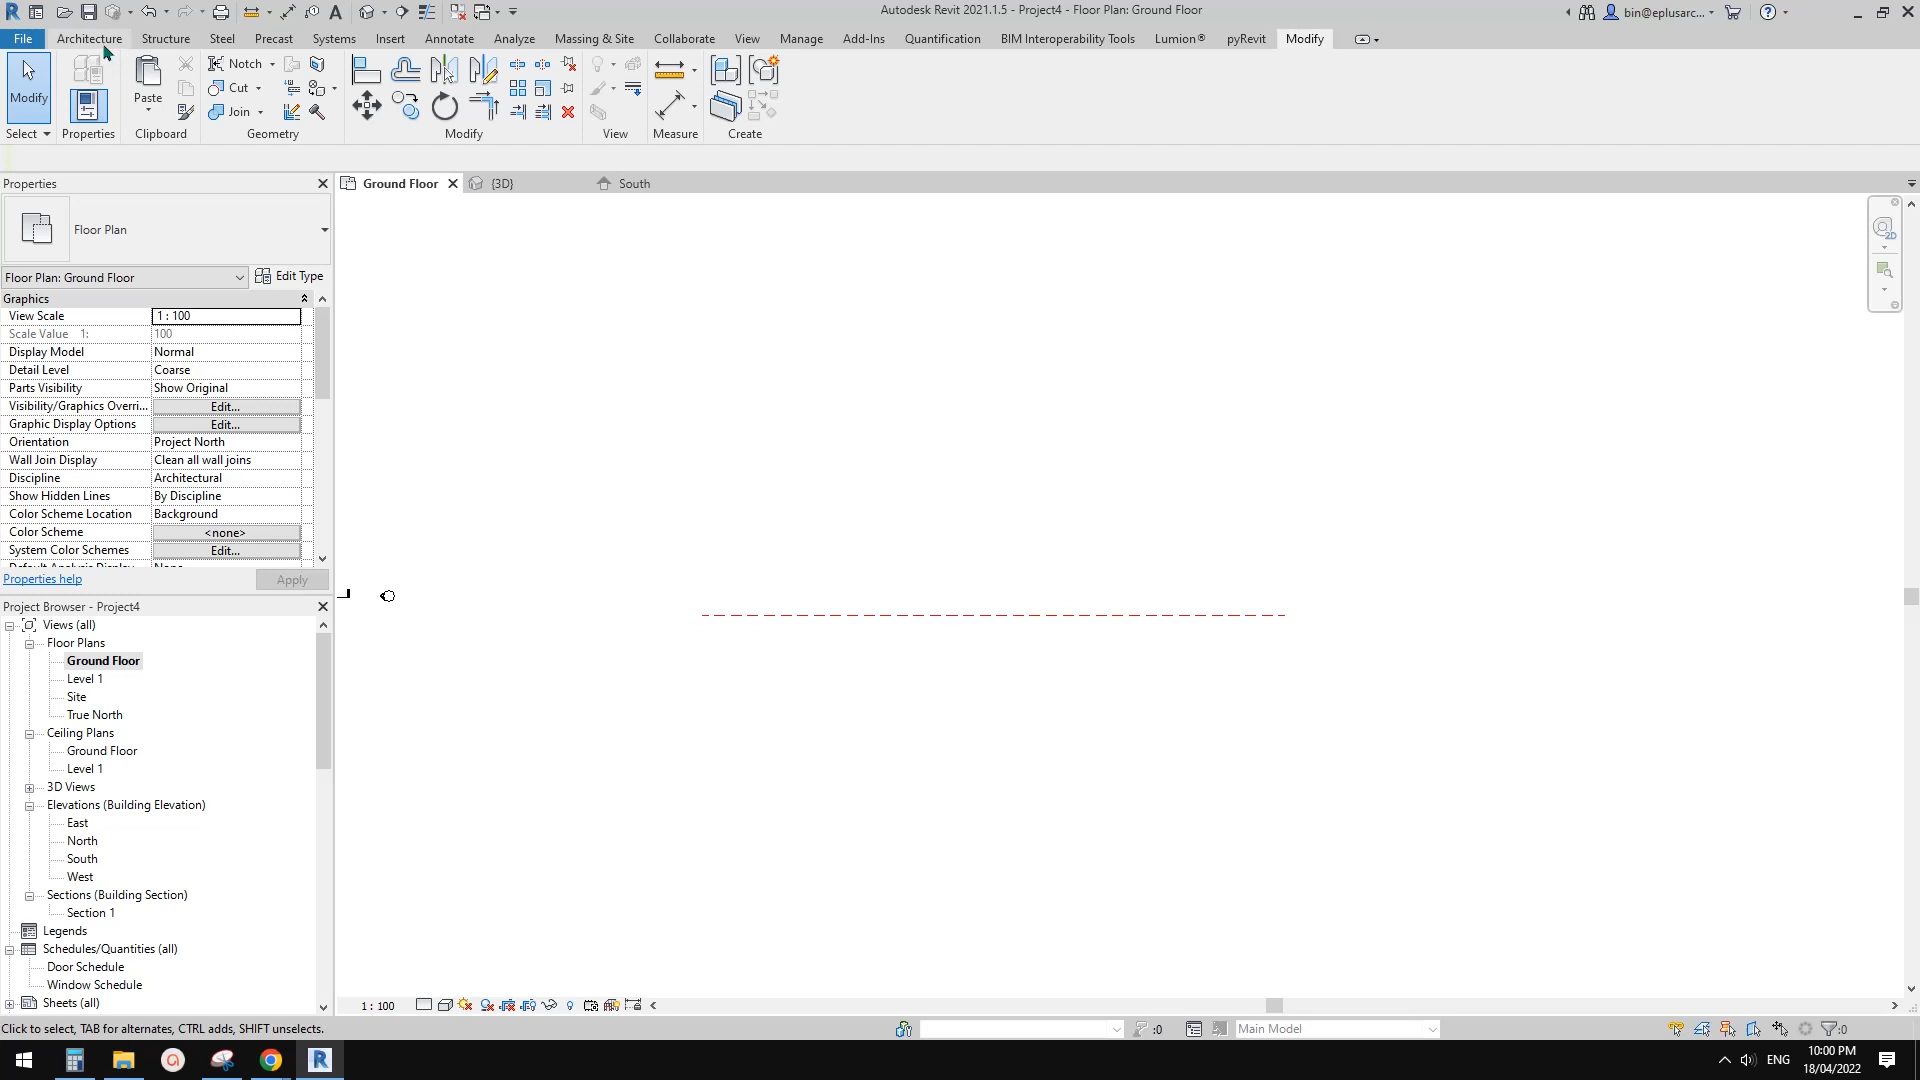 Autodesk Revit 2021.1.5 - Project4 - Floor Plan: Ground Floor
bin@eplusarc...
File Architecture Structure Steel Precast Systems Insert Annotate Analyze Massing & Site Collaborate View Manage Add-Ins Quantification BIM Interoperability Tools Lumion® pyRevit Modify
Notch
Modify Paste Cut
Join
Select Properties Clipboard Geometry Modify View Measure Create
Properties
Ground Floor {3D} South
Floor Plan
2D
Floor Plan: Ground Floor Edit Type
Graphics
View Scale 1 : 100
Scale Value 1: 100
Display Model Normal
Detail Level Coarse
Parts Visibility Show Original
Visibility/Graphics Overri... Edit...
Graphic Display Options Edit...
Orientation Project North
Wall Join Display Clean all wall joins
Discipline Architectural
Show Hidden Lines By Discipline
Color Scheme Location Background
Color Scheme <none>
System Color Schemes Edit...
Properties help Apply
Project Browser - Project4
Views (all)
Floor Plans
Ground Floor
Level 1
Site
True North
Ceiling Plans
Ground Floor
Level 1
3D Views
Elevations (Building Elevation)
East
North
South
West
Sections (Building Section)
Section 1
Legends
Schedules/Quantities (all)
Door Schedule
Window Schedule
Sheets (all)
1 : 100
Click to select, TAB for alternates, CTRL adds, SHIFT unselects.
:0
Main Model
:0
ENG
10:00 PM
18/04/2022